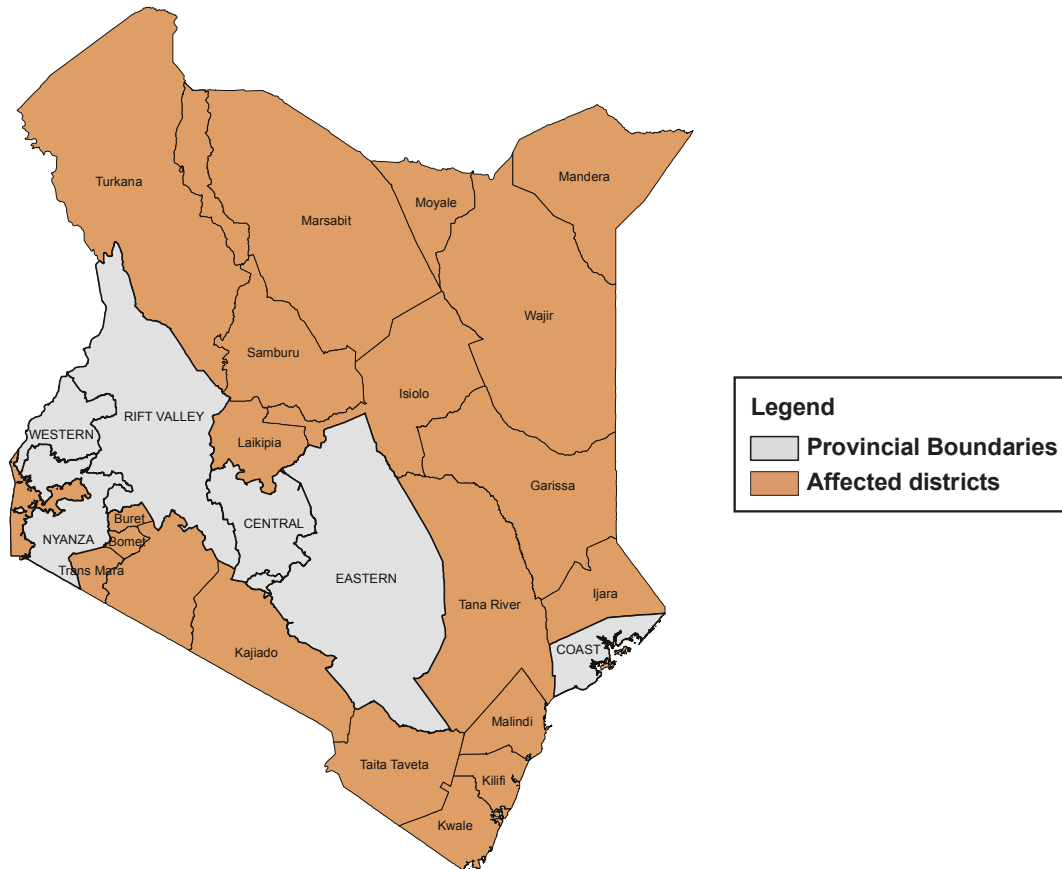 Turkana
Mandera
Moyale
Marsabit
Wajir
Samburu
Isiolo
RIFT VALLEY
WESTERN
Laikipia
Garissa
Buret
CENTRAL
NYANZA
Bomet
Trans Mara
EASTERN
Ijara
Tana River
COAST
Kajiado
Malindi
Taita Taveta
Kilifi
Kwale
Legend
Provincial Boundaries
Affected districts